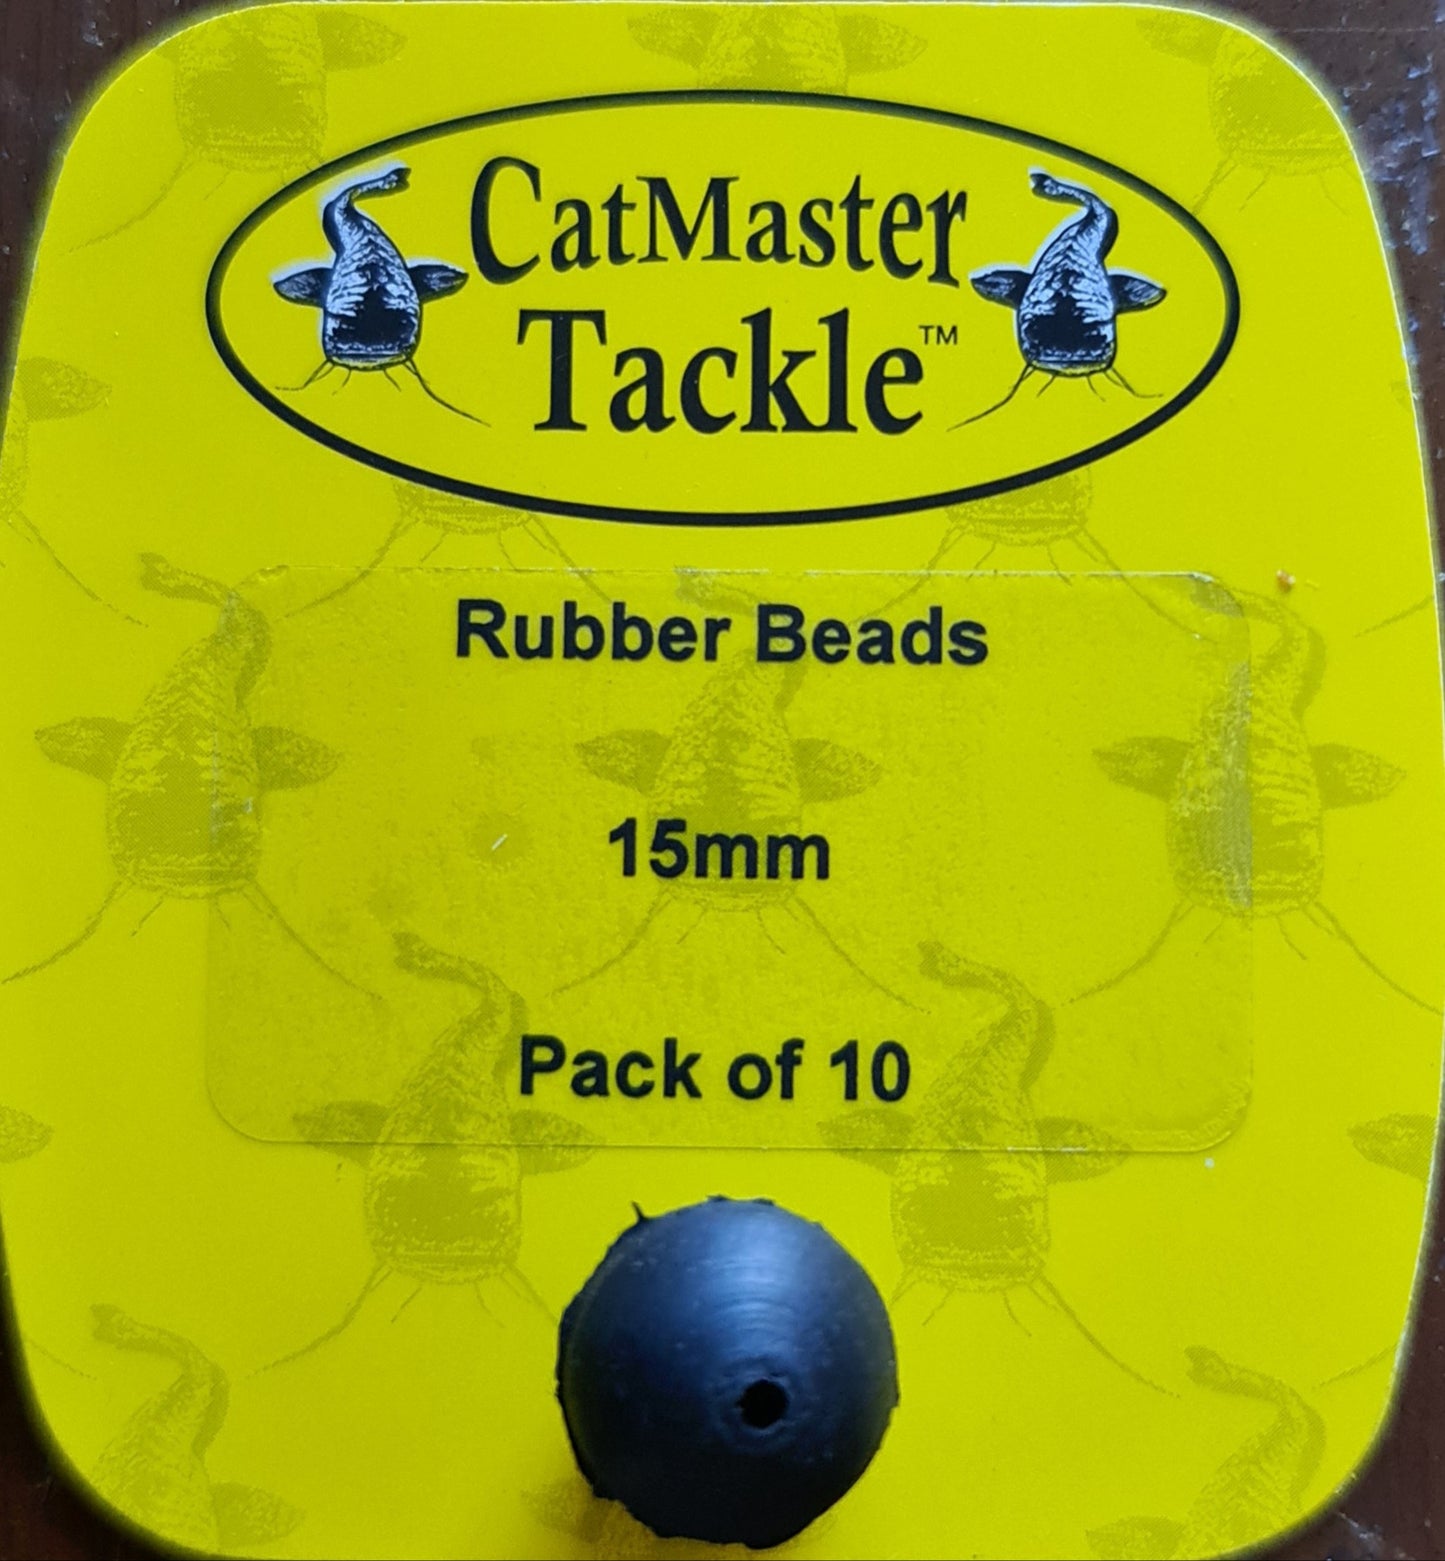 CatMaster
Tackle™
Rubber Beads
15mm
Pack of 10